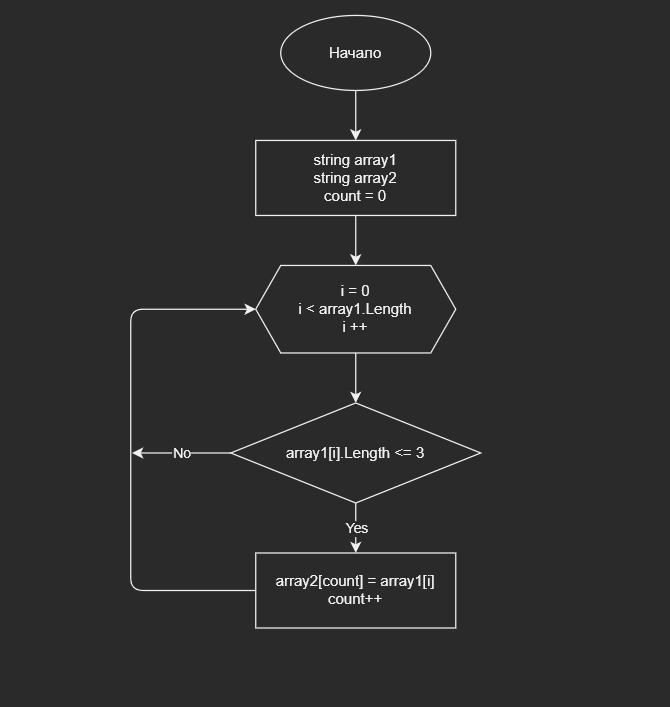 Начало
string array1
string array2
count = 0
i = 0
i < array1.Length
i ++
array1[i].Length <= 3
No
Yes
array2[count] = array1[i]
count++